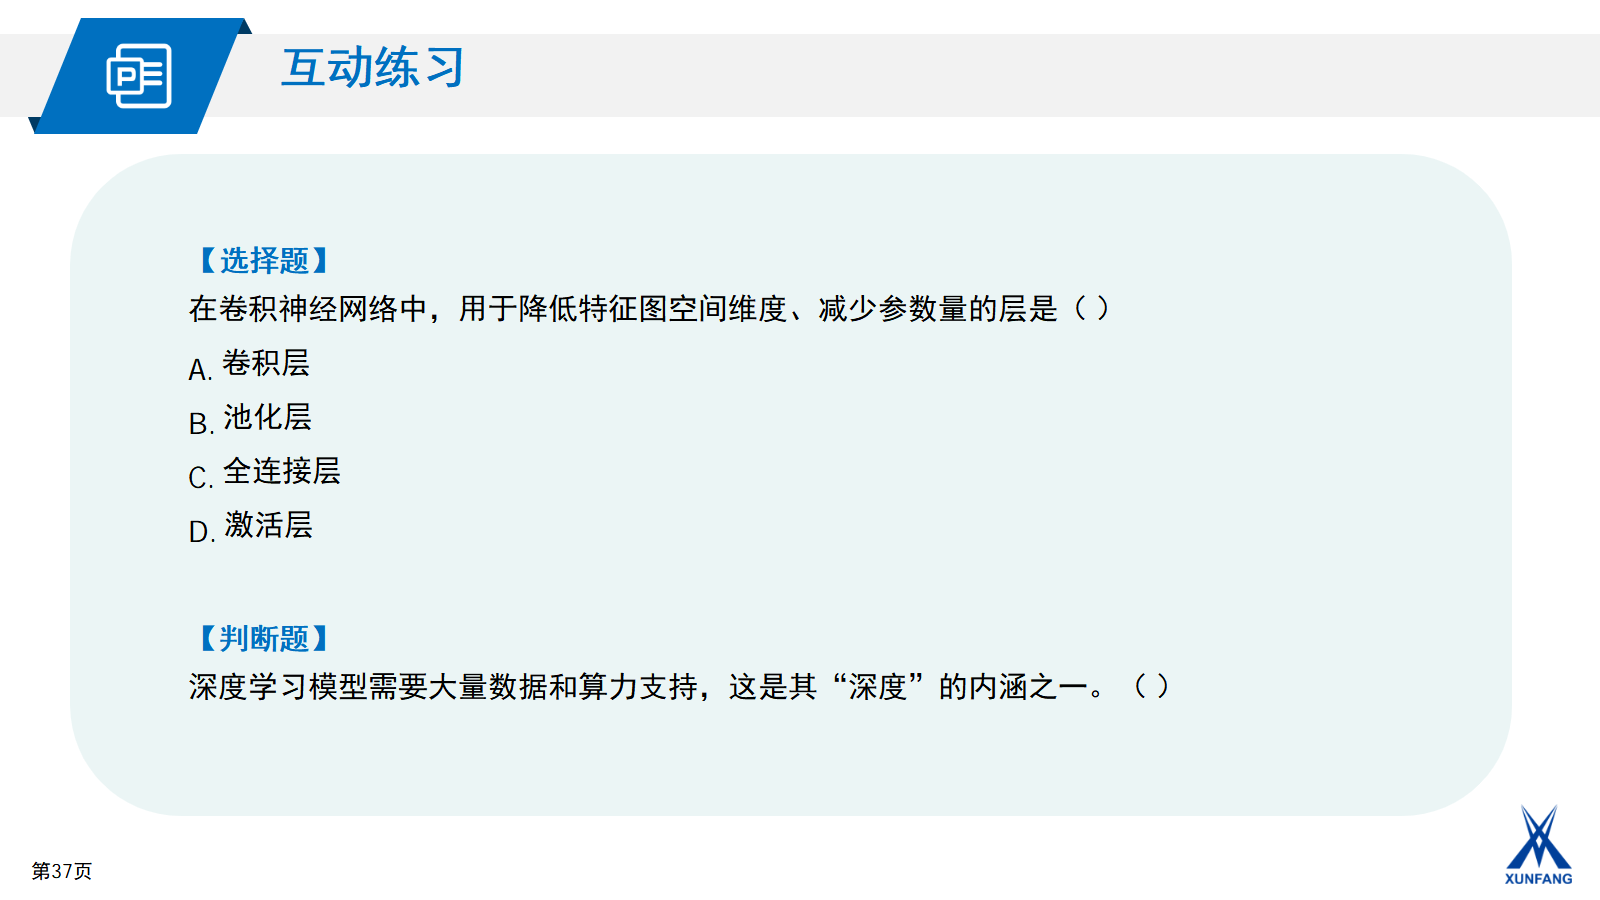 互动练习
【选择题】
在卷积神经网络中，用于降低特征图空间维度、减少参数量的层是（ ）
A. 卷积层
B. 池化层
C. 全连接层
D. 激活层
【判断题】
深度学习模型需要大量数据和算力支持，这是其“深度”的内涵之一。（ ）
第37页
XUNFANG